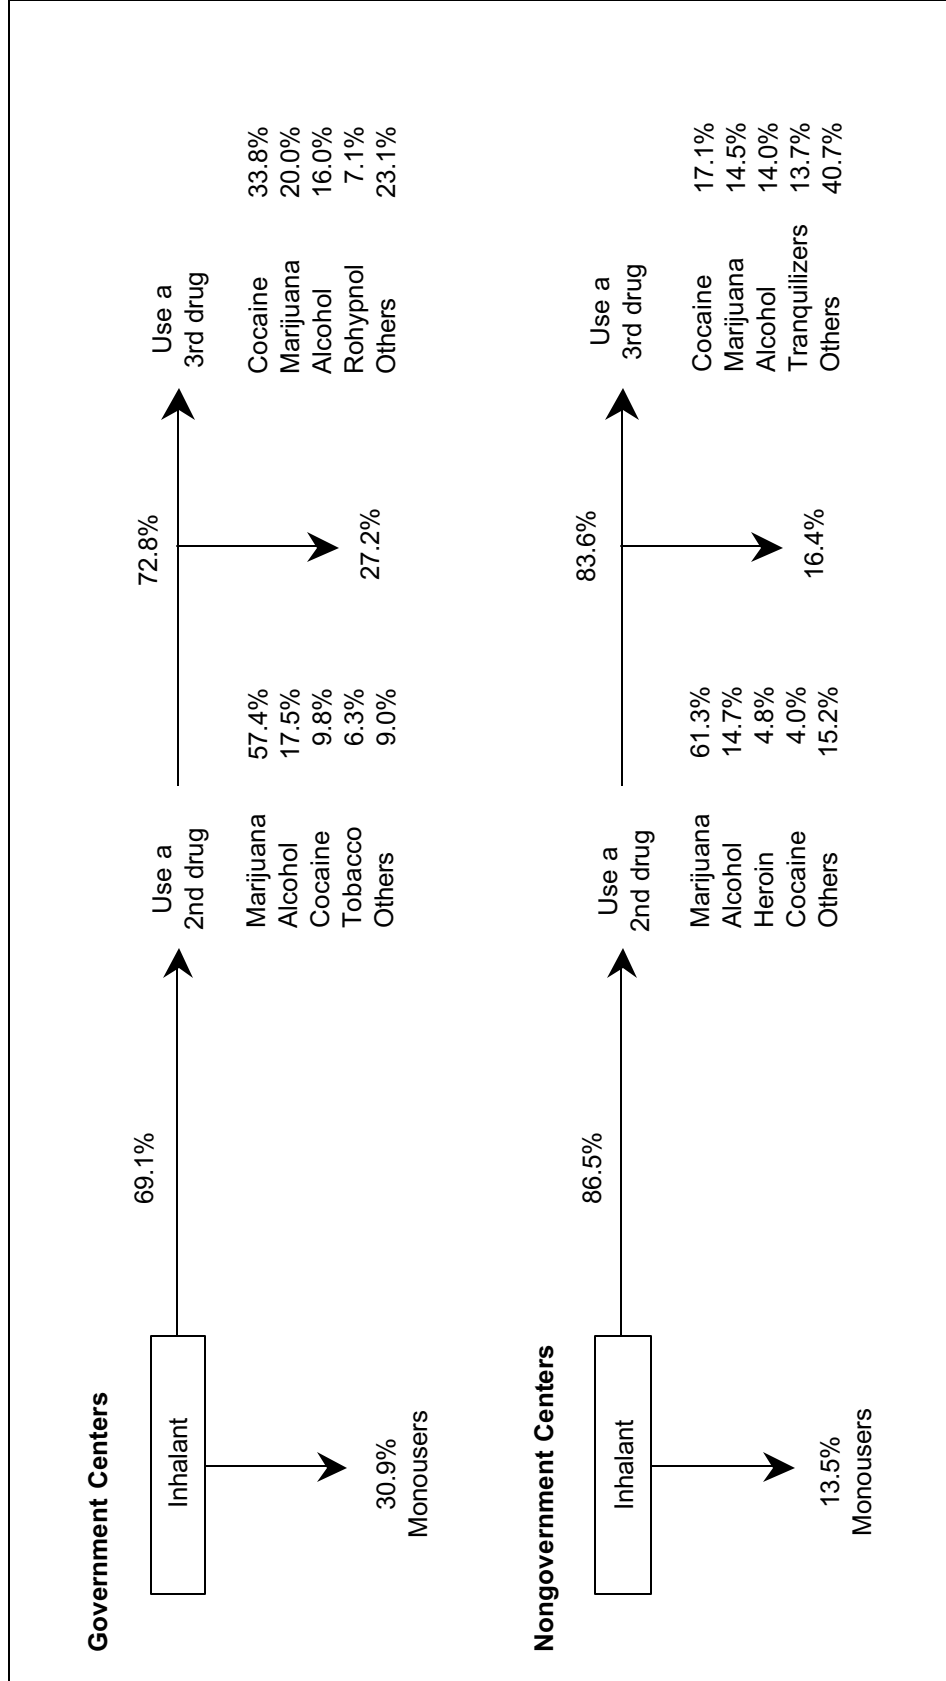 Government Centers
Inhalant
30.9%
Monousers
69.1%
Use a
2nd drug
Marijuana 57.4%
Alcohol 17.5%
Cocaine 9.8%
Tobacco 6.3%
Others 9.0%
72.8%
27.2%
Use a
3rd drug
Cocaine 33.8%
Marijuana 20.0%
Alcohol 16.0%
Rohypnol 7.1%
Others 23.1%
Nongovernment Centers
Inhalant
13.5%
Monousers
86.5%
Use a
2nd drug
Marijuana 61.3%
Alcohol 14.7%
Heroin 4.8%
Cocaine 4.0%
Others 15.2%
83.6%
16.4%
Use a
3rd drug
Cocaine 17.1%
Marijuana 14.5%
Alcohol 14.0%
Tranquilizers 13.7%
Others 40.7%